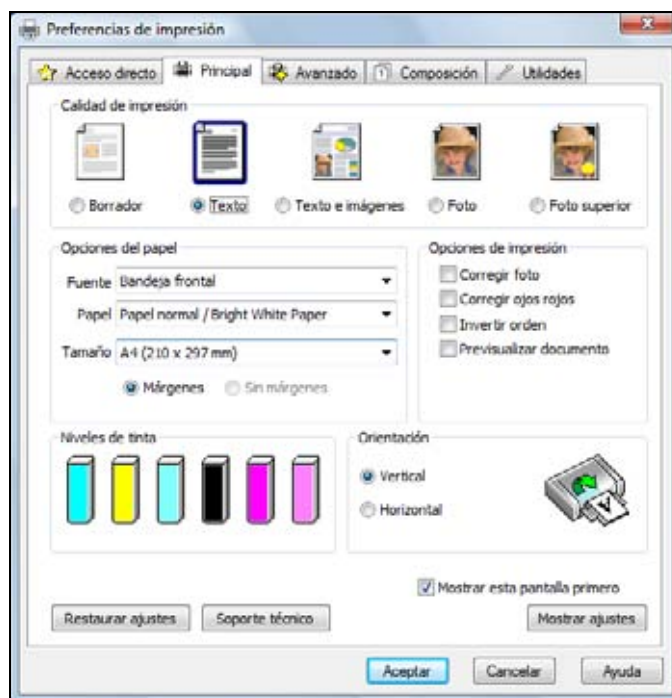 Preferencias de impresión
Acceso directo Principal Avanzado Composición Utilidades
Calidad de impresión
Borrador Texto Texto e imágenes Foto Foto superior
Opciones del papel
Fuente Bandeja frontal
Papel Papel normal / Bright White Paper
Tamaño A4 (210 x 297 mm)
Márgenes Sin márgenes
Opciones de impresión
Corregir foto
Corregir ojos rojos
Invertir orden
Previsualizar documento
Niveles de tinta
Orientación
Vertical
Horizontal
Mostrar esta pantalla primero
Restaurar ajustes Soporte técnico Mostrar ajustes
Aceptar Cancelar Ayuda